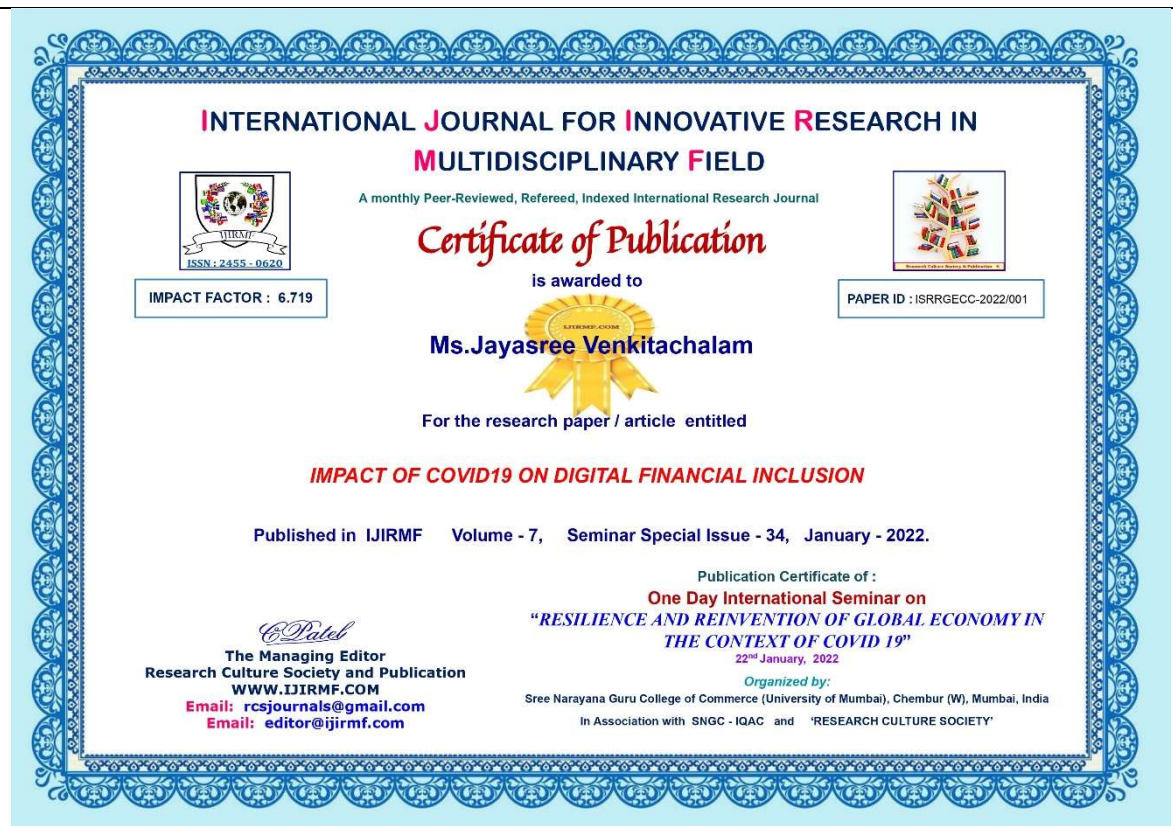 INTERNATIONAL JOURNAL FOR INNOVATIVE RESEARCH IN
MULTIDISCIPLINARY FIELD
A monthly Peer-Reviewed, Refereed, Indexed International Research Journal
Certificate of Publication
IJIRMF
ISSN : 2455 - 0620
Research Culture Society & Publication
is awarded to
IMPACT FACTOR : 6.719
PAPER ID : ISRRGECC-2022/001
IJIRMF.COM
Ms.Jayasree Venkitachalam
For the research paper / article entitled
IMPACT OF COVID19 ON DIGITAL FINANCIAL INCLUSION
Published in IJIRMF Volume - 7, Seminar Special Issue - 34, January - 2022.
Publication Certificate of :
One Day International Seminar on
“RESILIENCE AND REINVENTION OF GLOBAL ECONOMY IN
THE CONTEXT OF COVID 19”
22nd January, 2022
Organized by:
Sree Narayana Guru College of Commerce (University of Mumbai), Chembur (W), Mumbai, India
In Association with SNGC - IQAC and ‘RESEARCH CULTURE SOCIETY’
C Patel
The Managing Editor
Research Culture Society and Publication
WWW.IJIRMF.COM
Email: rcsjournals@gmail.com
Email: editor@ijirmf.com